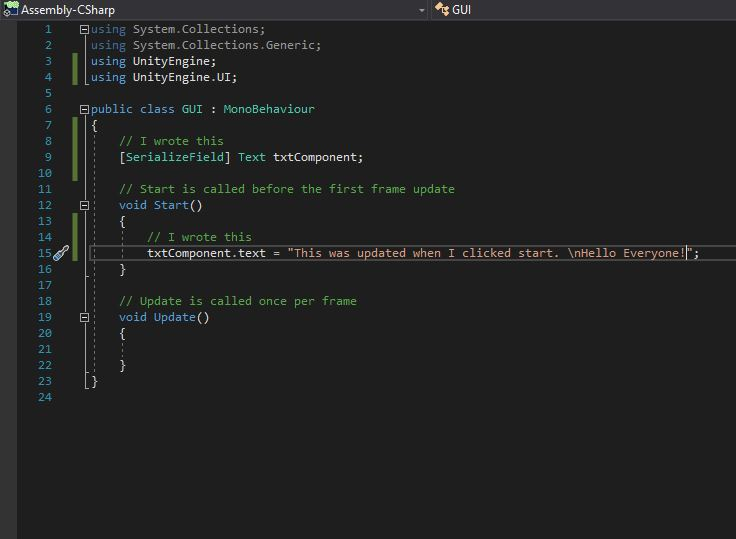 Assembly-CSharp GUI
1 using System.Collections;
2 using System.Collections.Generic;
3 using UnityEngine;
4 using UnityEngine.UI;
5
6 public class GUI : MonoBehaviour
7 {
8 // I wrote this
9 [SerializeField] Text txtComponent;
10
11 // Start is called before the first frame update
12 void Start()
13 {
14 // I wrote this
15 txtComponent.text = "This was updated when I clicked start. \nHello Everyone!";
16 }
17
18 // Update is called once per frame
19 void Update()
20 {
21
22 }
23 }
24